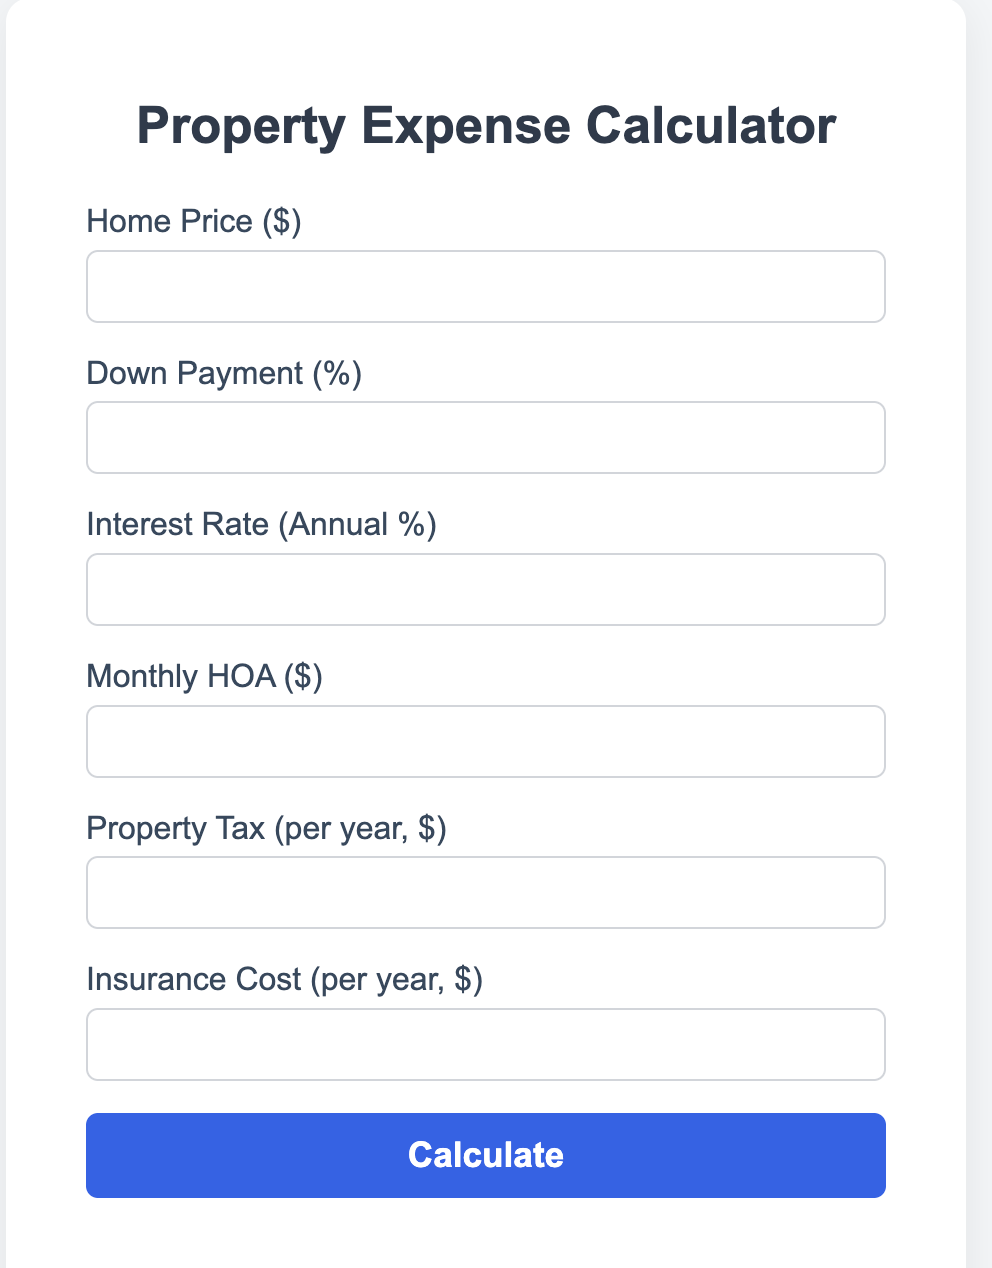 Property Expense Calculator
Home Price ($)
Down Payment (%)
Interest Rate (Annual %)
Monthly HOA ($)
Property Tax (per year, $)
Insurance Cost (per year, $)
Calculate